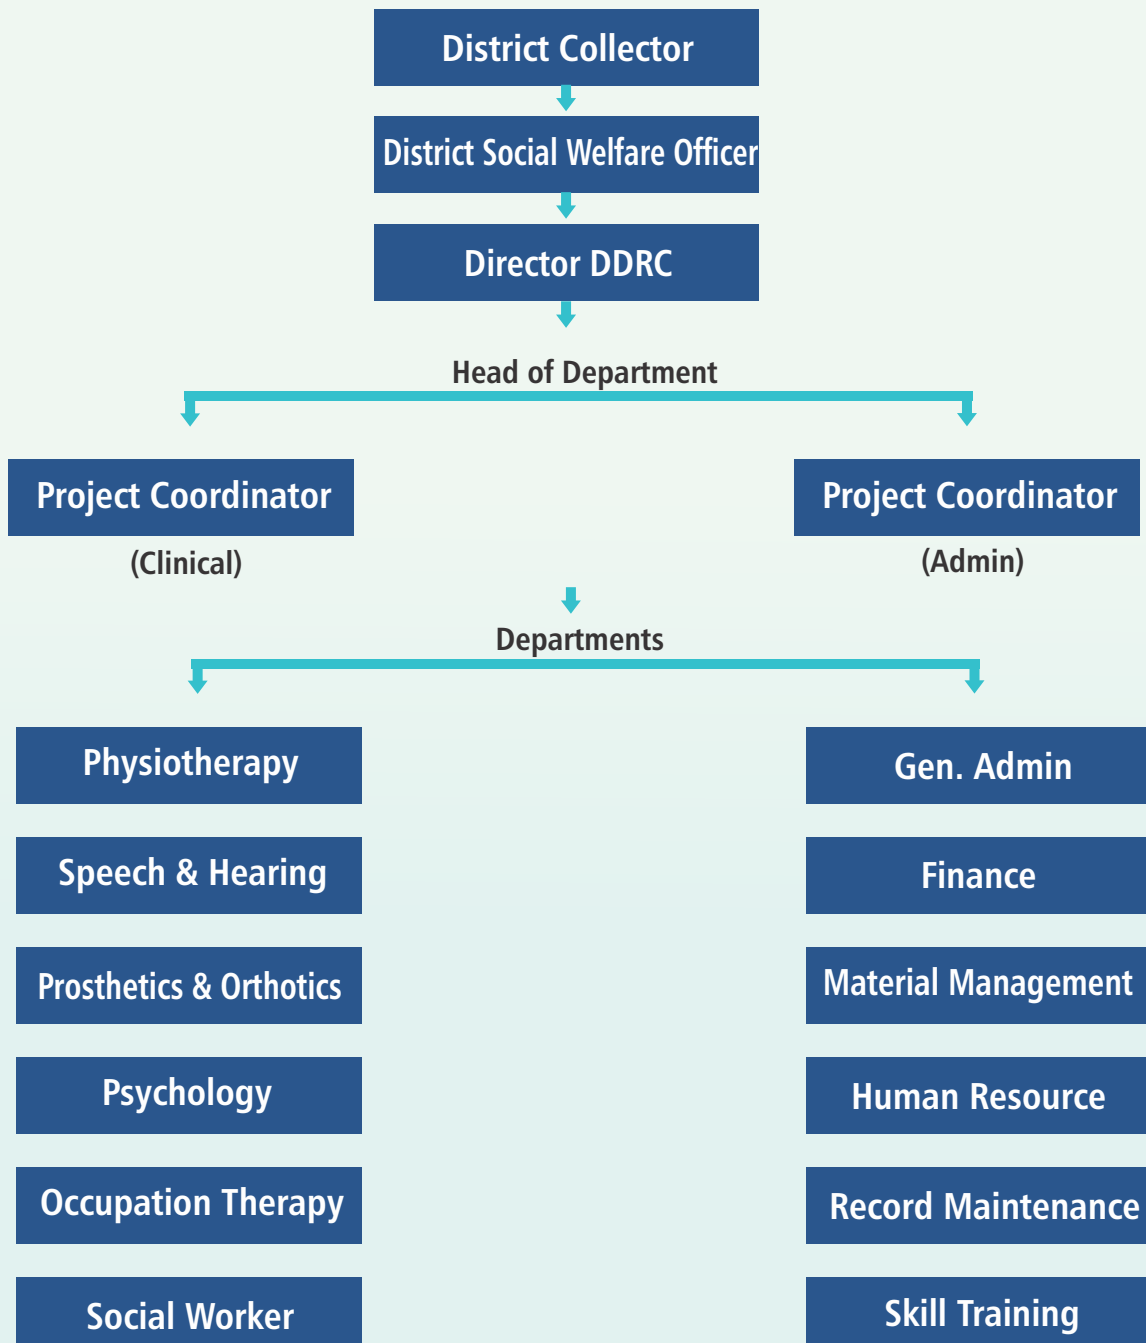 District Collector
District Social Welfare Officer
Director DDRC
Head of Department
Project Coordinator
(Clinical)
Project Coordinator
(Admin)
Departments
Physiotherapy
Speech & Hearing
Prosthetics & Orthotics
Psychology
Occupation Therapy
Social Worker
Gen. Admin
Finance
Material Management
Human Resource
Record Maintenance
Skill Training